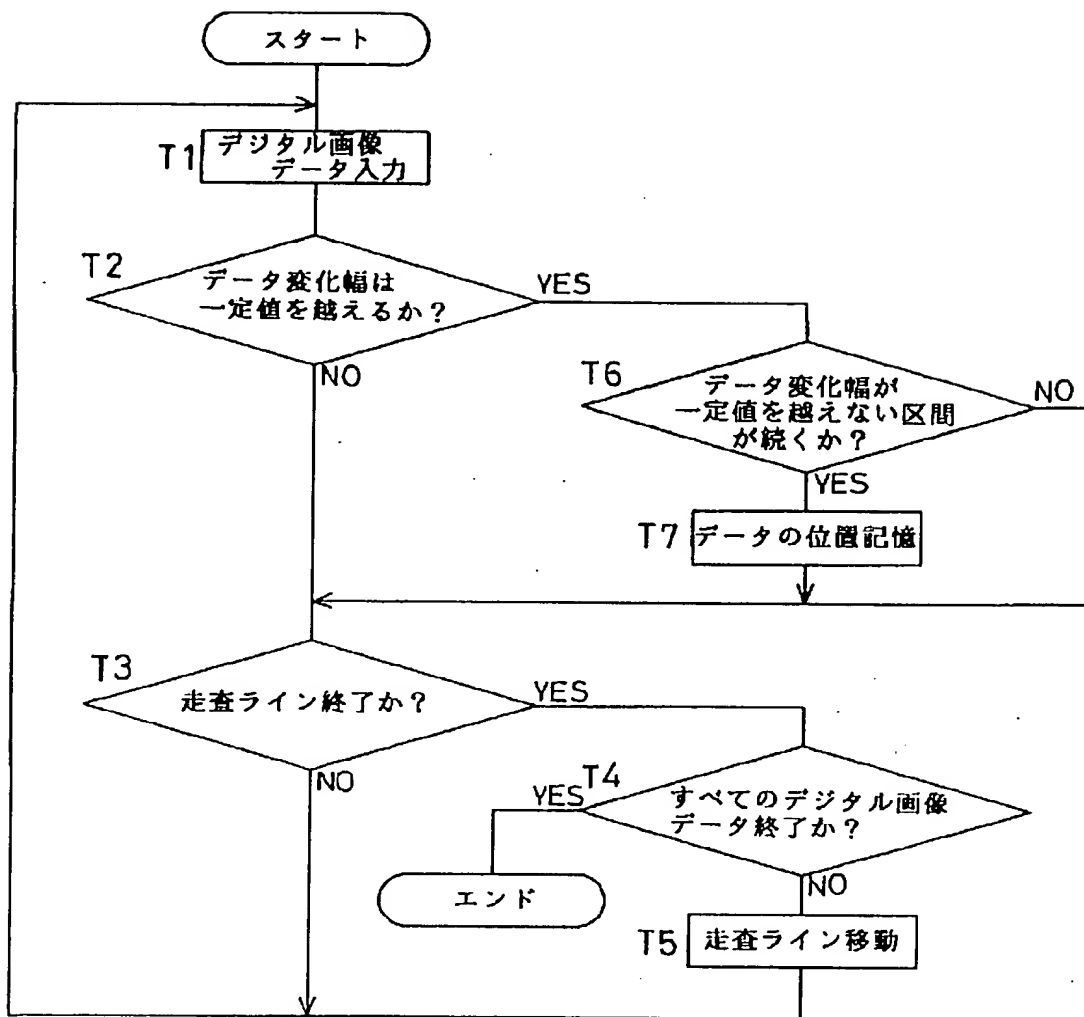 スタート
T1
デジタル画像
データ入力
T2
データ変化幅は
一定値を越えるか？
YES
NO
T6
データ変化幅が
一定値を越えない区間
が続くか？
NO
YES
T7
データの位置記憶
T3
走査ライン終了か？
YES
NO
T4
すべてのデジタル画像
データ終了か？
YES
NO
エンド
T5
走査ライン移動